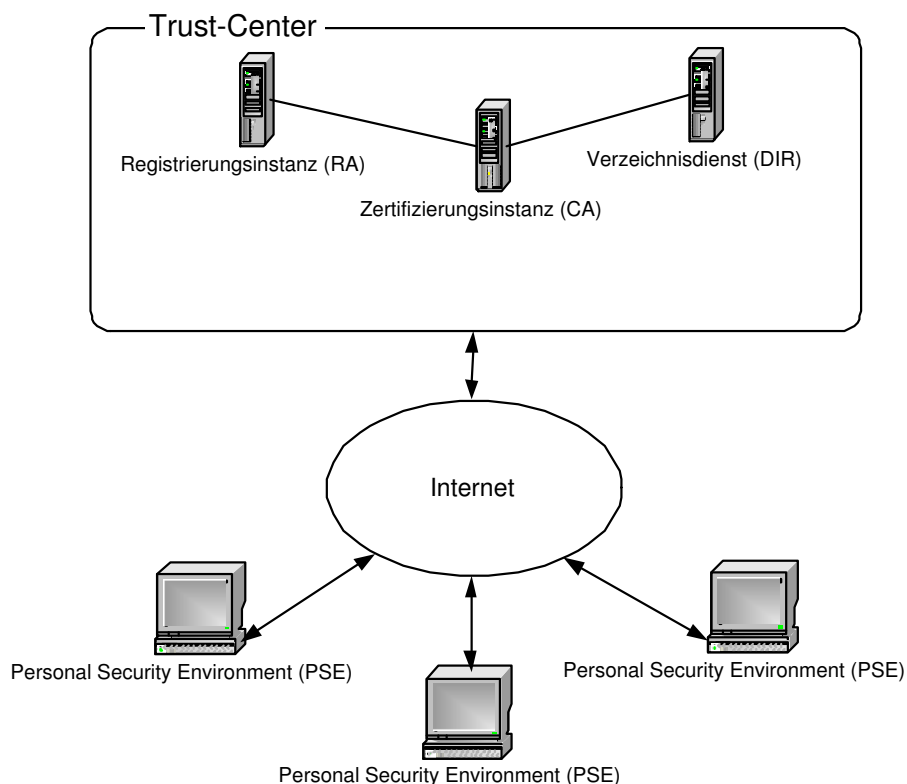 Trust-Center
Registrierungsinstanz (RA)
Verzeichnisdienst (DIR)
Zertifizierungsinstanz (CA)
Internet
Personal Security Environment (PSE)
Personal Security Environment (PSE)
Personal Security Environment (PSE)